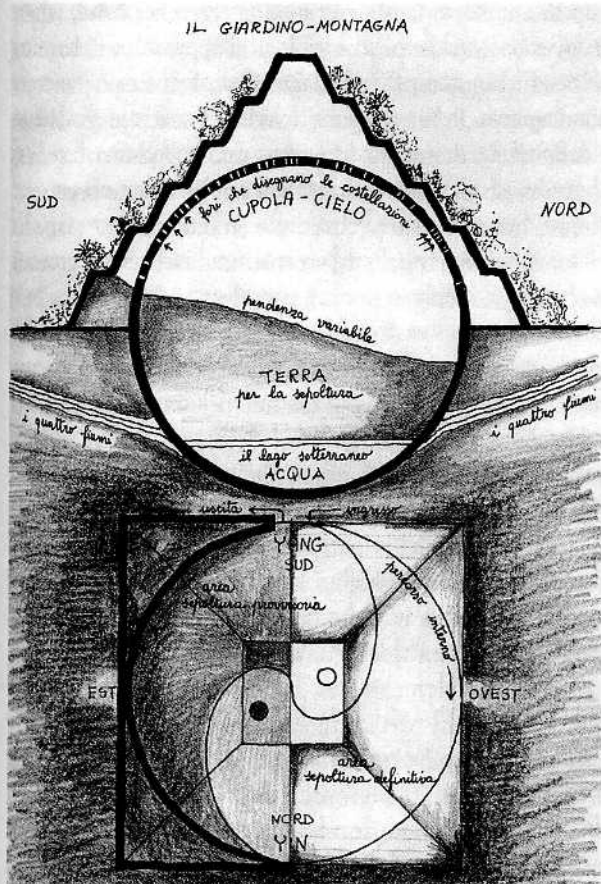 IL GIARDINO-MONTAGNA
SUD
NORD
fori che disegnano le costellazioni
CUPOLA - CIELO
pendenza variabile
TERRA
per la sepoltura
i quattro fiumi
i quattro fiumi
il lago sotterraneo
ACQUA
uscita
ingresso
YANG
SUD
area
sepoltura provvisoria
percorso interno
EST
OVEST
area
sepoltura definitiva
NORD
YIN